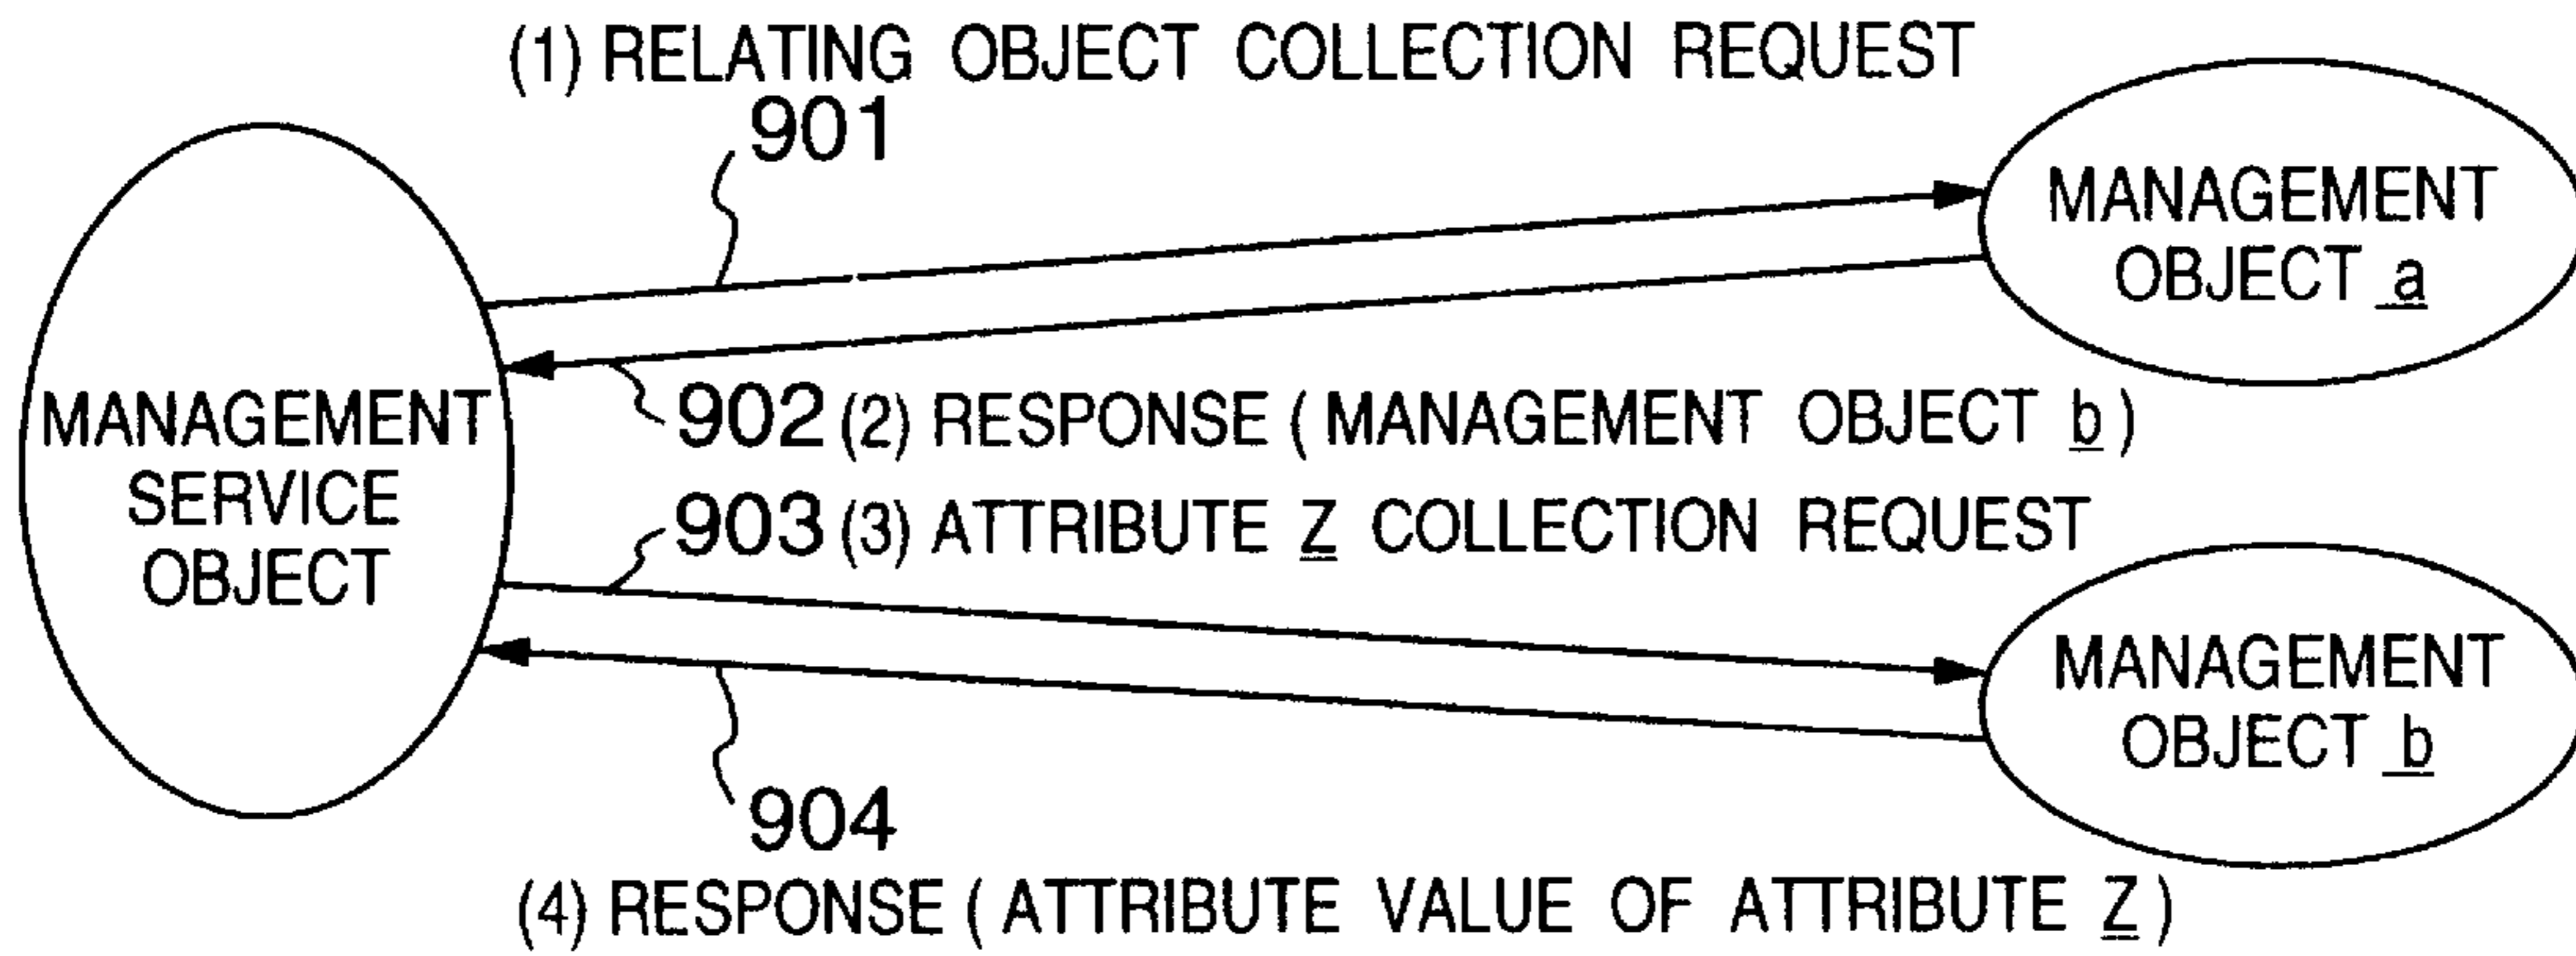 (1) RELATING OBJECT COLLECTION REQUEST
901
MANAGEMENT
OBJECT a
902 (2) RESPONSE ( MANAGEMENT OBJECT b )
MANAGEMENT
SERVICE
OBJECT
903 (3) ATTRIBUTE Z COLLECTION REQUEST
MANAGEMENT
OBJECT b
904
(4) RESPONSE ( ATTRIBUTE VALUE OF ATTRIBUTE Z )